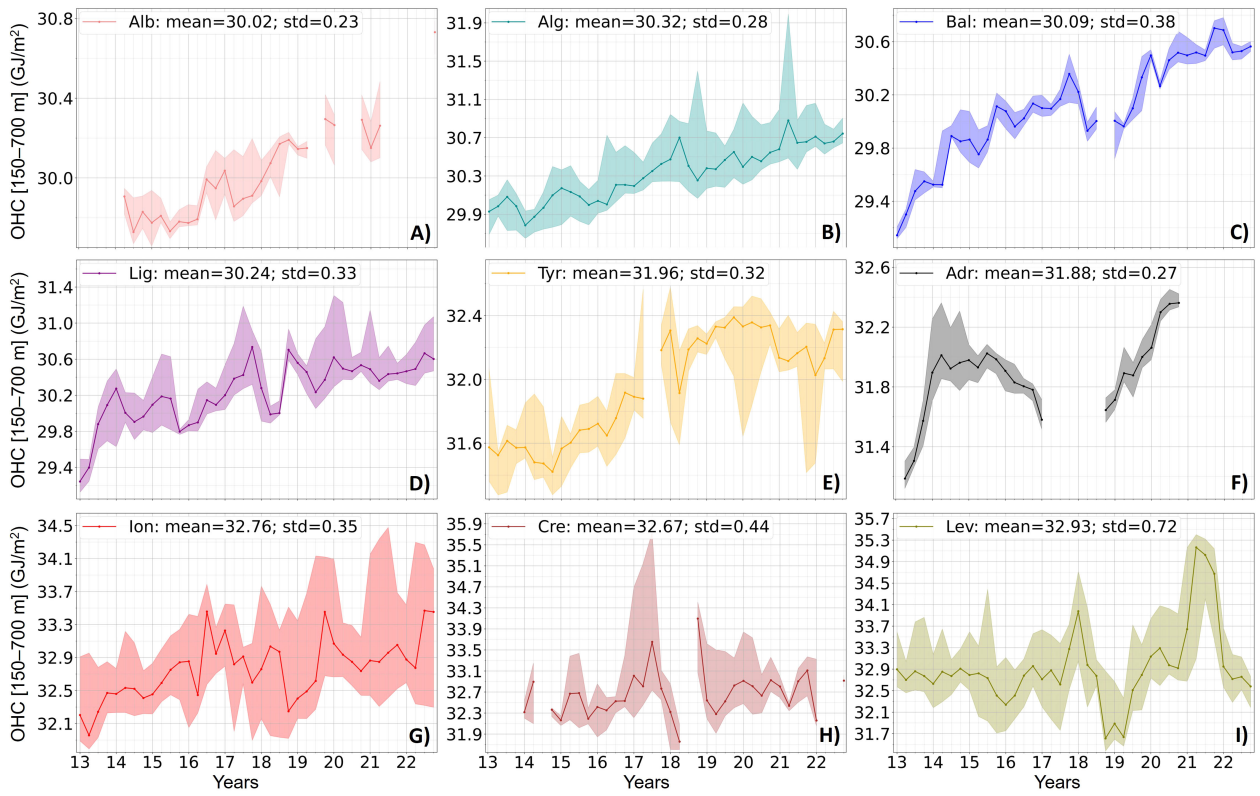 Alb: mean=30.02; std=0.23
OHC [150–700 m] (GJ/m²)
30.8
30.4
30.0
A)
Alg: mean=30.32; std=0.28
31.9
31.5
31.1
30.7
30.3
29.9
B)
Bal: mean=30.09; std=0.38
30.6
30.2
29.8
29.4
C)
Lig: mean=30.24; std=0.33
OHC [150–700 m] (GJ/m²)
31.4
31.0
30.6
30.2
29.8
29.4
D)
Tyr: mean=31.96; std=0.32
32.4
32.0
31.6
E)
Adr: mean=31.88; std=0.27
32.6
32.2
31.8
31.4
F)
Ion: mean=32.76; std=0.35
OHC [150–700 m] (GJ/m²)
34.5
34.1
33.7
33.3
32.9
32.5
32.1
G)
13 14 15 16 17 18 19 20 21 22
Years
Cre: mean=32.67; std=0.44
35.9
35.5
35.1
34.7
34.3
33.9
33.5
33.1
32.7
32.3
31.9
H)
13 14 15 16 17 18 19 20 21 22
Years
Lev: mean=32.93; std=0.72
35.7
35.3
34.9
34.5
34.1
33.7
33.3
32.9
32.5
32.1
31.7
I)
13 14 15 16 17 18 19 20 21 22
Years